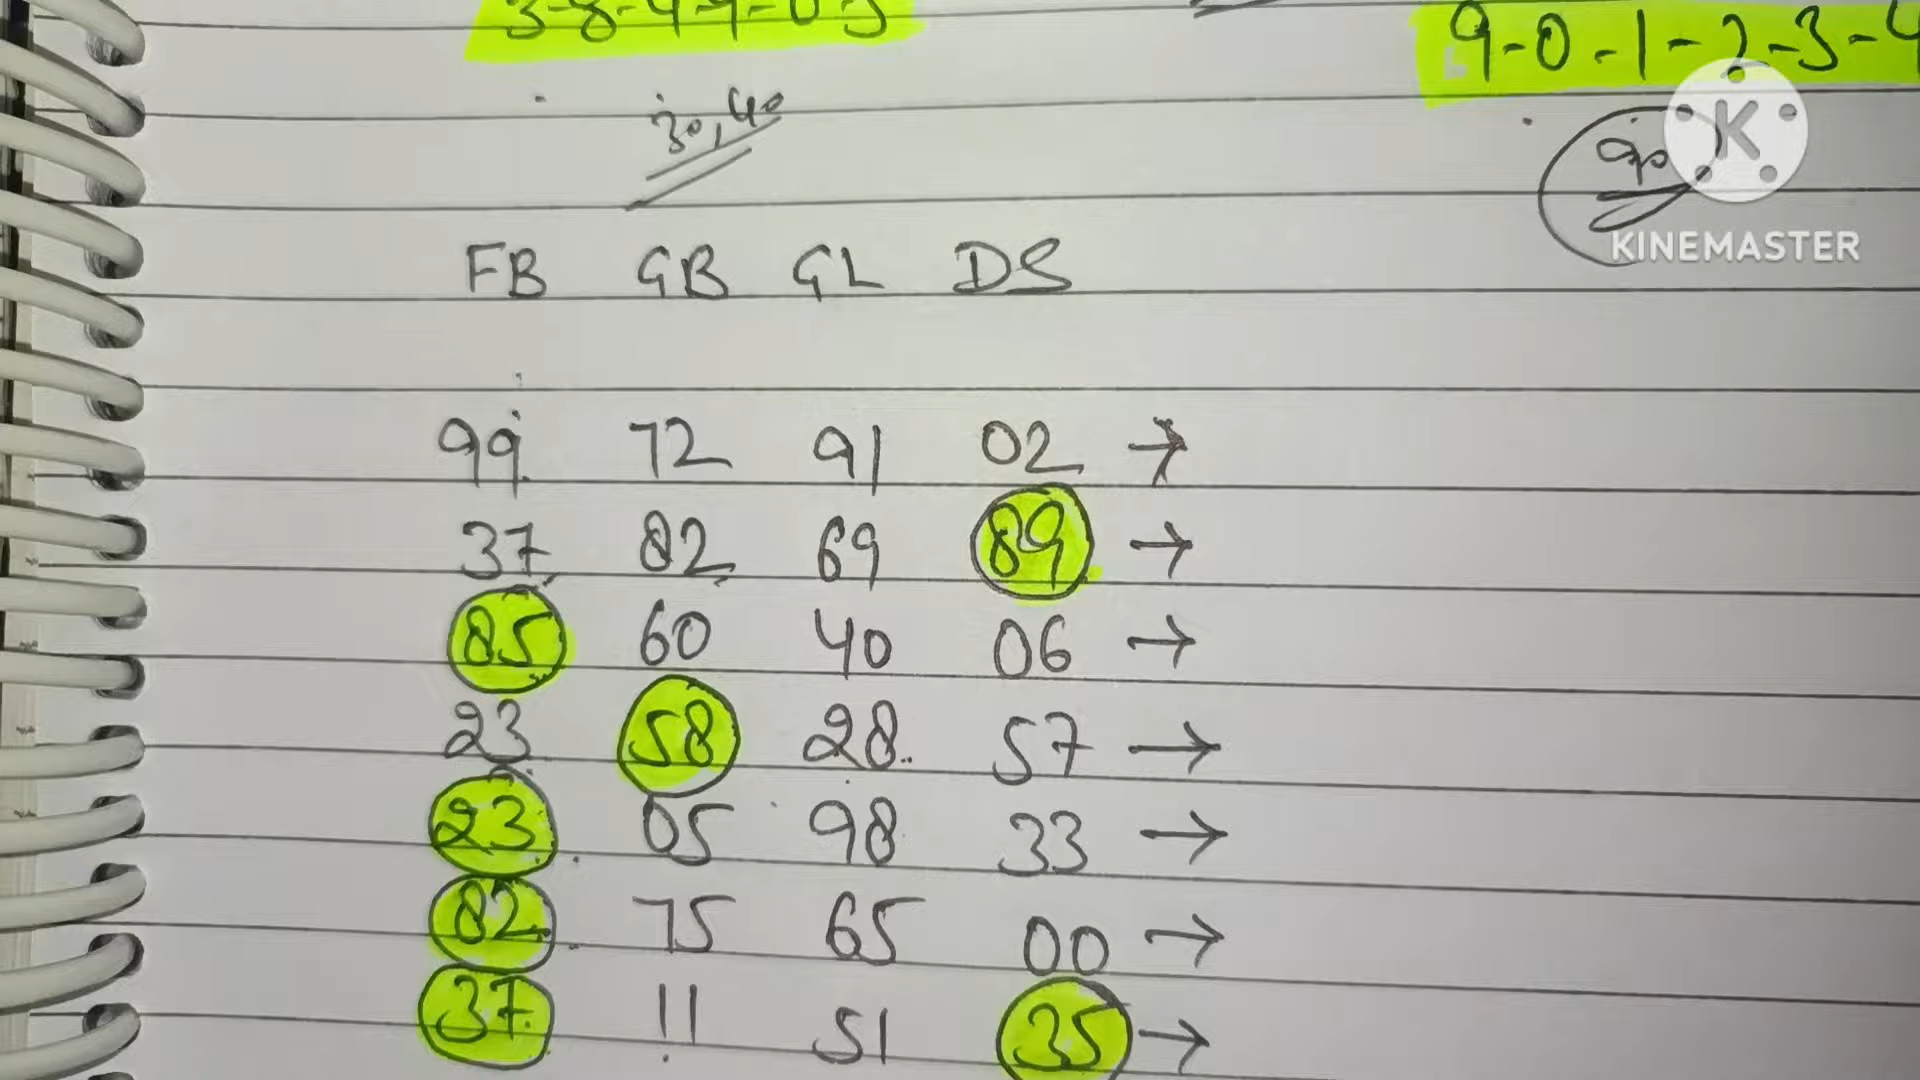 9-0-1-2-3-4
30,40
90
KINEMASTER
FB GB GL DS
99 72 91 02 →
37 82 69 89 →
85 60 40 06 →
23 58 28 57 →
23 05 98 33 →
82 75 65 00 →
37 11 51 35 →